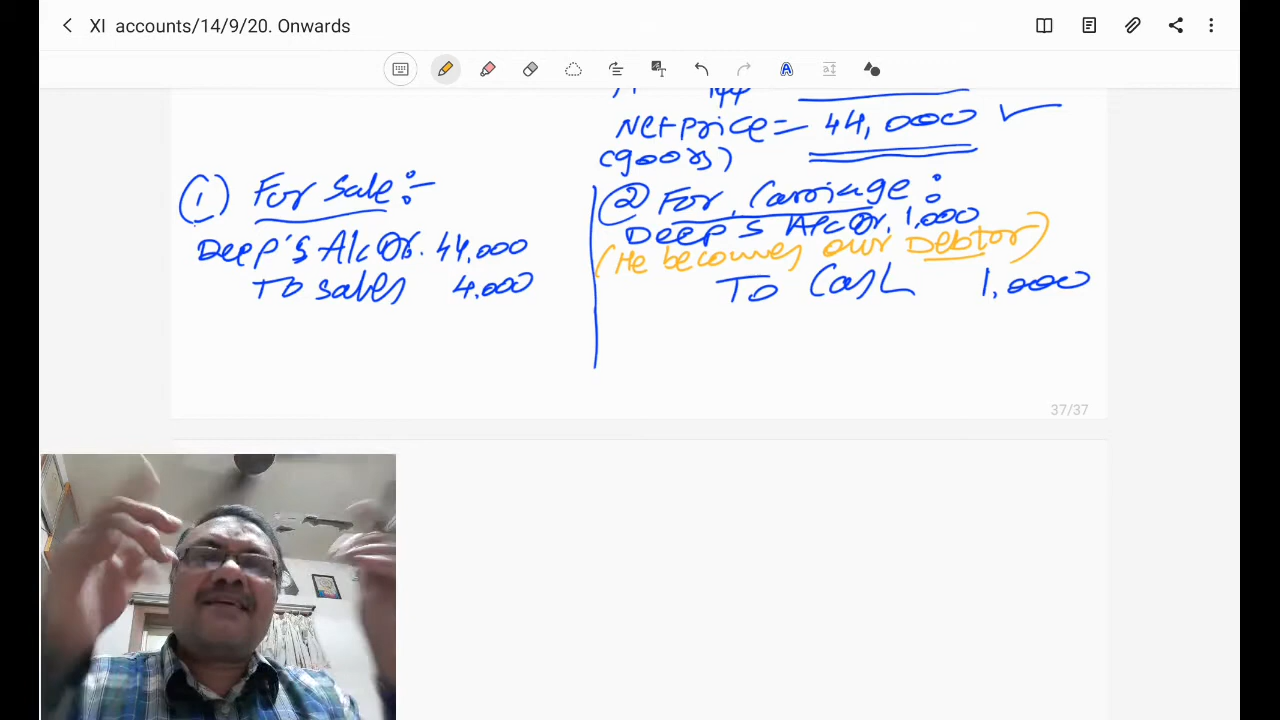 XI accounts/14/9/20. Onwards
Net Price = 44,000
(goods)
① For Sale:-
Deep's A/c Dr. 44,000
To sales 4,000
② For Carriage:
Deep's A/c Dr. 1,000
(He becomes our Debtor)
To Cash 1,000
37/37